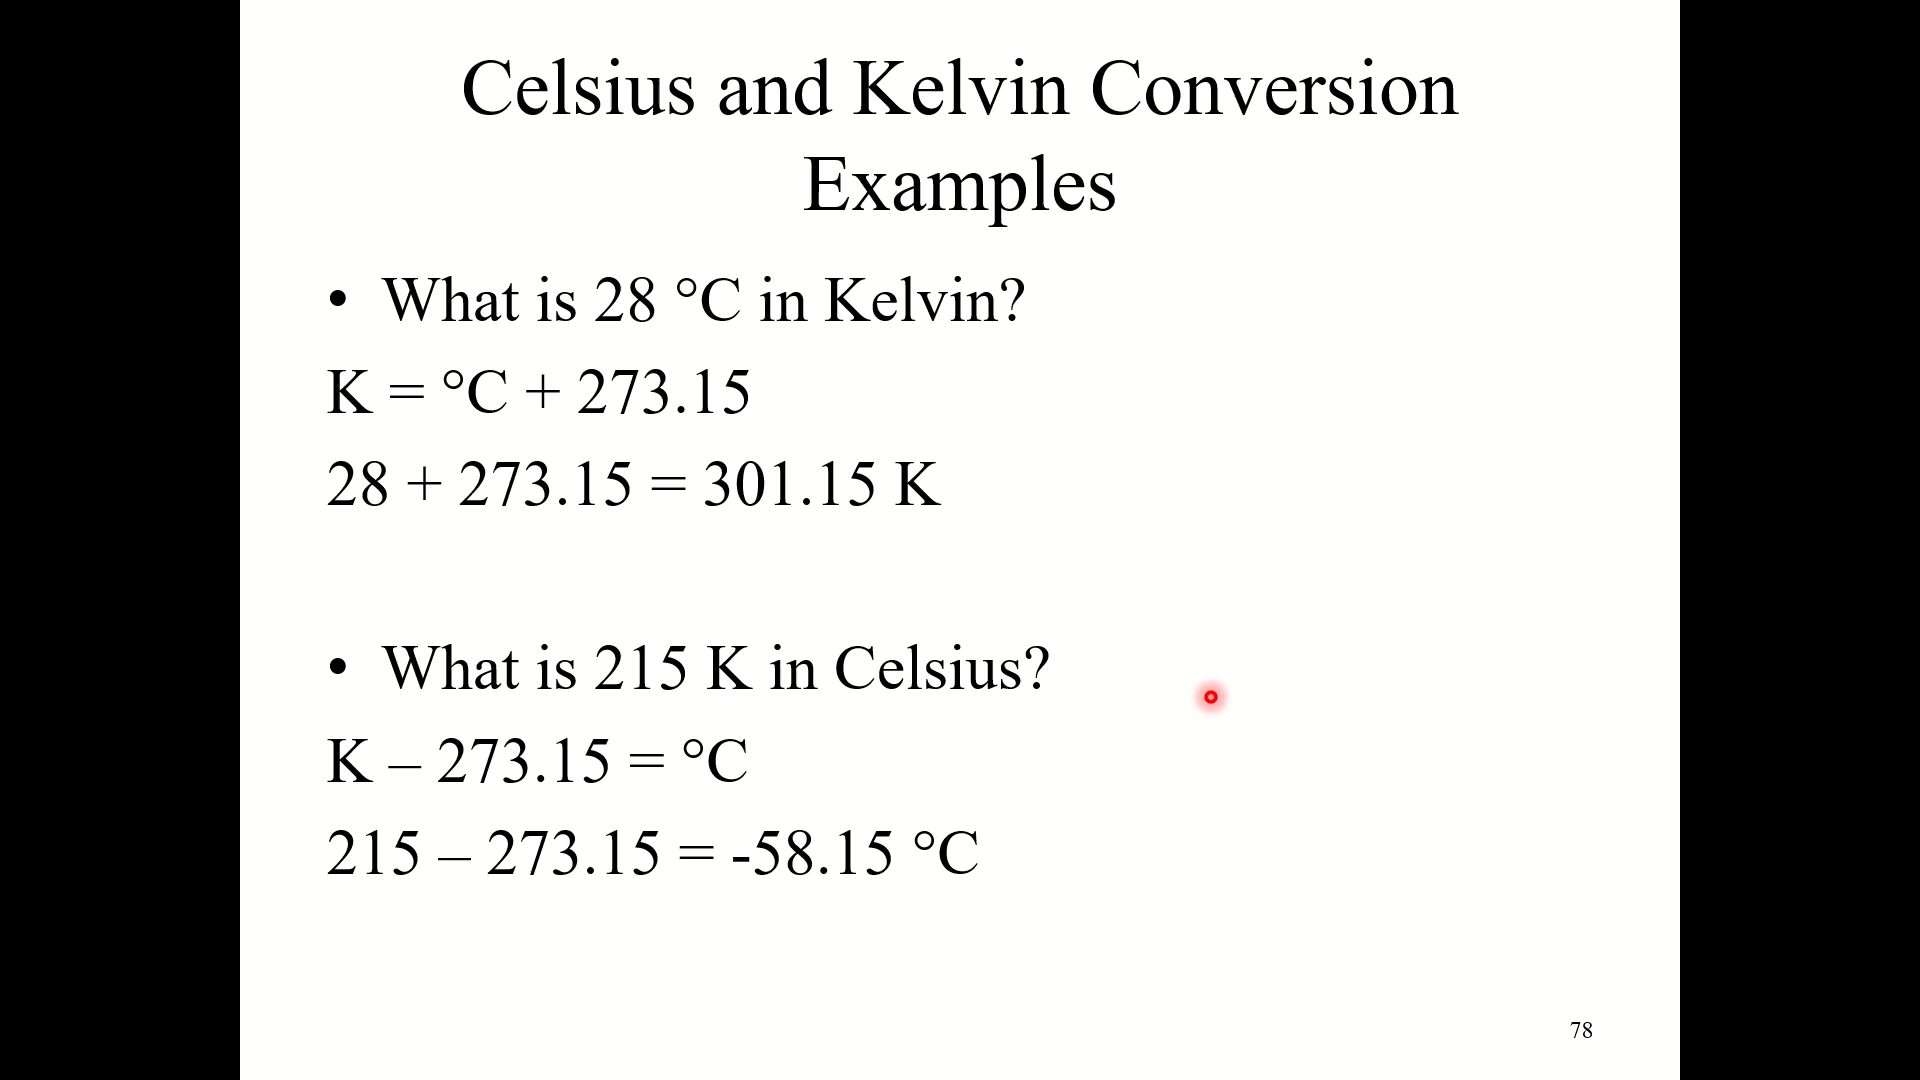 Celsius and Kelvin Conversion
Examples
• What is 28 °C in Kelvin?
K = °C + 273.15
28 + 273.15 = 301.15 K
• What is 215 K in Celsius?
K – 273.15 = °C
215 – 273.15 = -58.15 °C
78